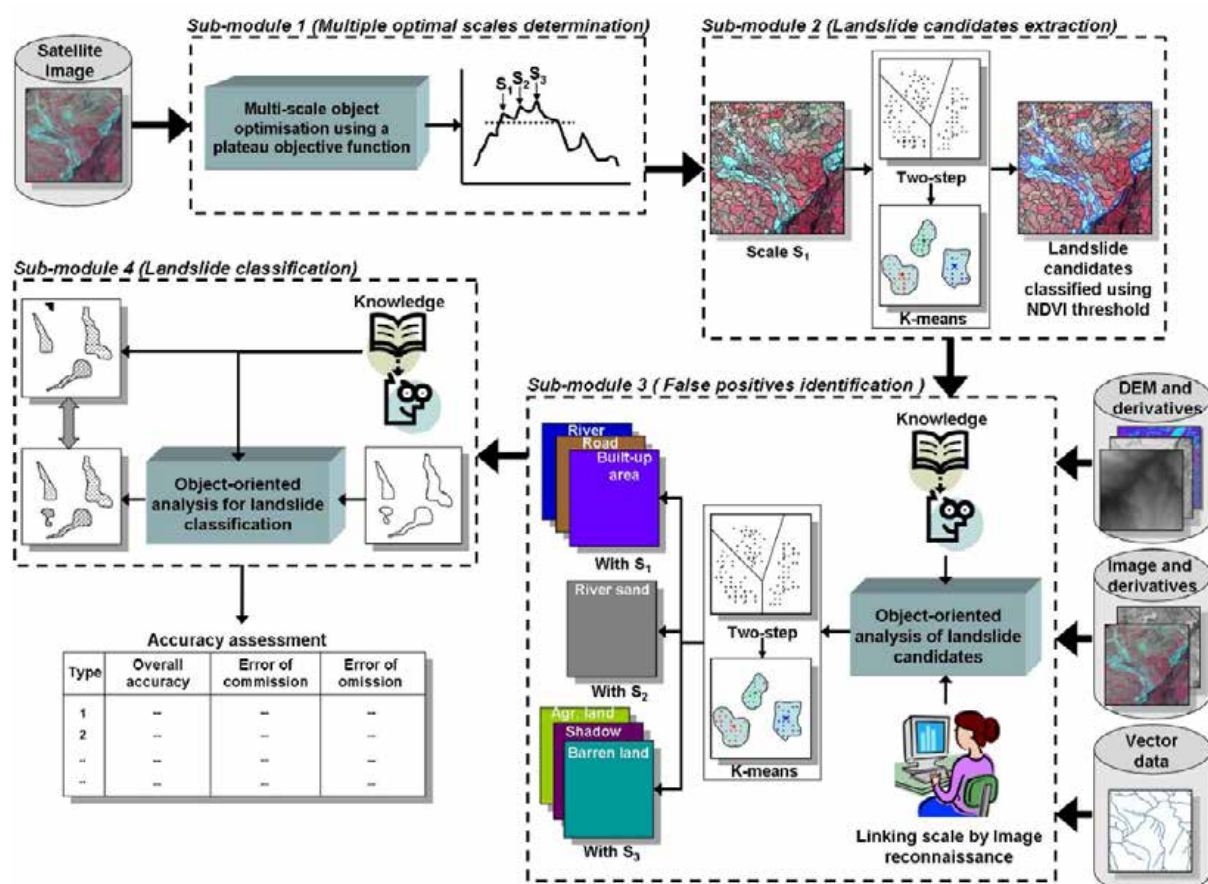 Sub-module 1 (Multiple optimal scales determination)
Satellite
Image
Multi-scale object
optimisation using a
plateau objective function
S1
S2
S3
Sub-module 2 (Landslide candidates extraction)
Scale S1
Two-step
K-means
Landslide
candidates
classified using
NDVI threshold
Sub-module 4 (Landslide classification)
Knowledge
Object-oriented
analysis for landslide
classification
Sub-module 3 ( False positives identification )
River
Road
Built-up
area
With S1
River sand
With S2
Agr. land
Shadow
Barren land
With S3
Two-step
K-means
Knowledge
Object-oriented
analysis of landslide
candidates
Linking scale by Image
reconnaissance
DEM and
derivatives
Image and
derivatives
Vector
data
Accuracy assessment
Type Overall accuracy Error of commission Error of omission
1 -- -- --
2 -- -- --
.. -- -- --
.. -- -- --